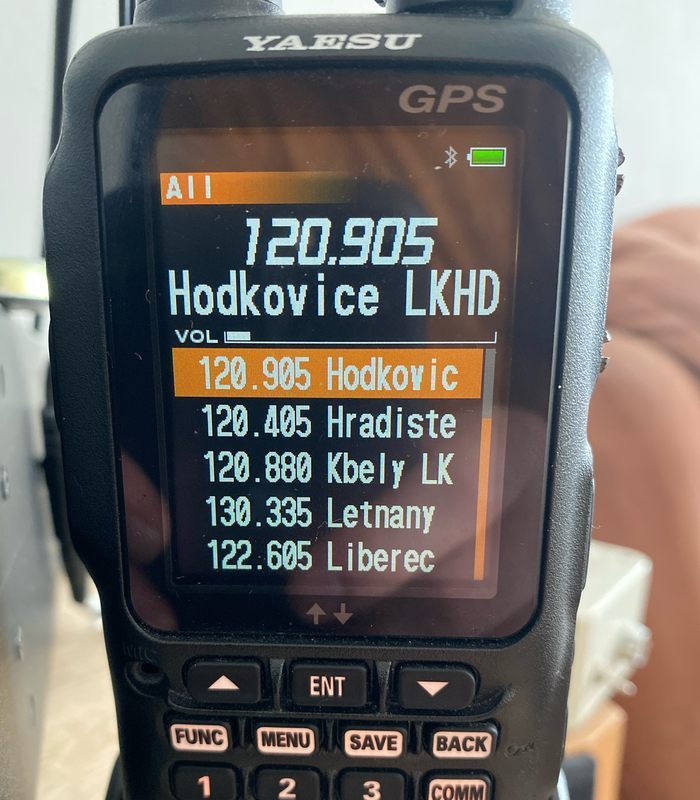 YAESU
GPS
All
120.905
Hodkovice LKHD
VOL
120.905 Hodkovic
120.405 Hradiste
120.880 Kbely LK
130.335 Letnany
122.605 Liberec
ENT
FUNC MENU SAVE BACK
1 2 3 COMM